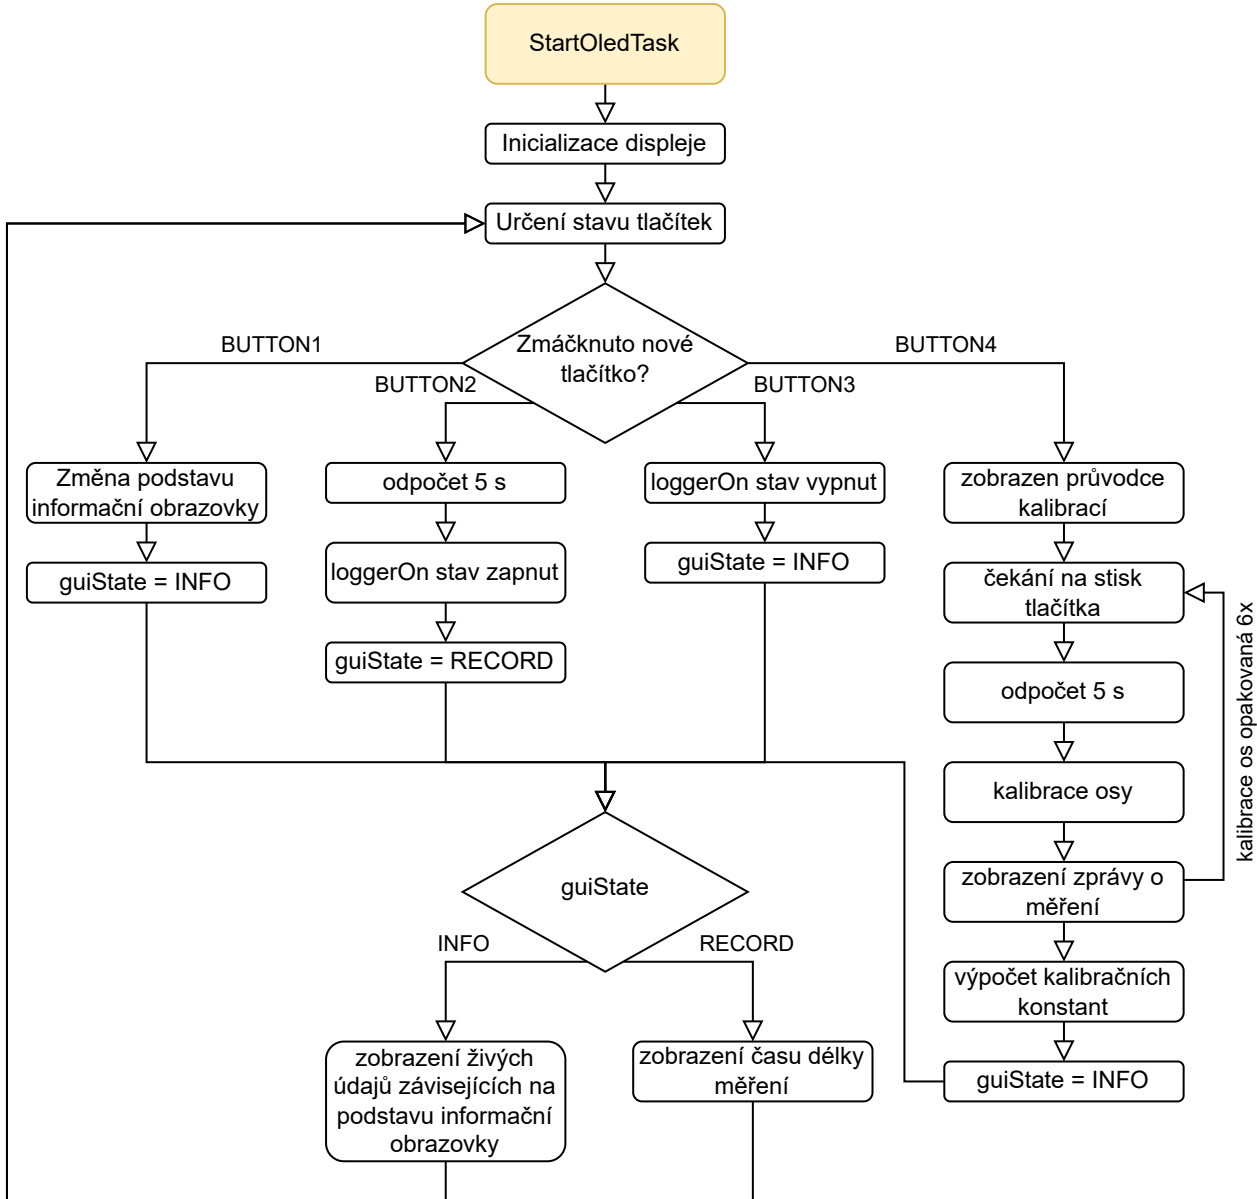 StartOledTask
Inicializace displeje
Určení stavu tlačítek
Zmáčknuto nové
tlačítko?
BUTTON1
BUTTON2
BUTTON3
BUTTON4
Změna podstavu
informační obrazovky
guiState = INFO
odpočet 5 s
loggerOn stav zapnut
guiState = RECORD
loggerOn stav vypnut
guiState = INFO
zobrazen průvodce
kalibrací
čekání na stisk
tlačítka
odpočet 5 s
kalibrace osy
zobrazení zprávy o
měření
kalibrace os opakovaná 6x
výpočet kalibračních
konstant
guiState = INFO
guiState
INFO
RECORD
zobrazení živých
údajů závisejících na
podstavu informační
obrazovky
zobrazení času délky
měření